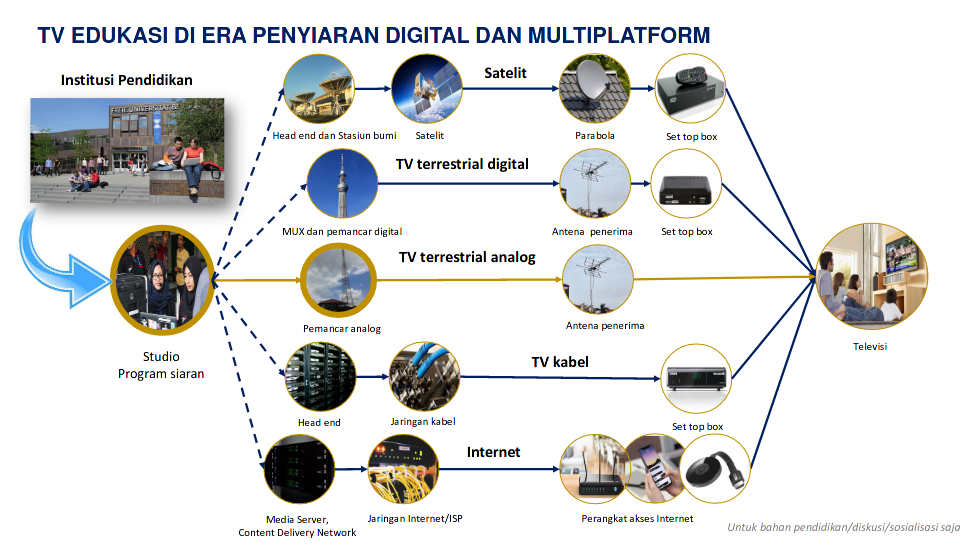 TV EDUKASI DI ERA PENYIARAN DIGITAL DAN MULTIPLATFORM
Institusi Pendidikan
FREIE UNIVERSITÄT BE
Satelit
Head end dan Stasiun bumi
Satelit
Parabola
Set top box
TV terrestrial digital
MUX dan pemancar digital
Antena penerima
Set top box
TV terrestrial analog
Pemancar analog
Antena penerima
Studio
Program siaran
Televisi
TV kabel
Head end
Jaringan kabel
Set top box
Internet
Media Server,
Content Delivery Network
Jaringan Internet/ISP
Perangkat akses Internet
Untuk bahan pendidikan/diskusi/sosialisasi saja